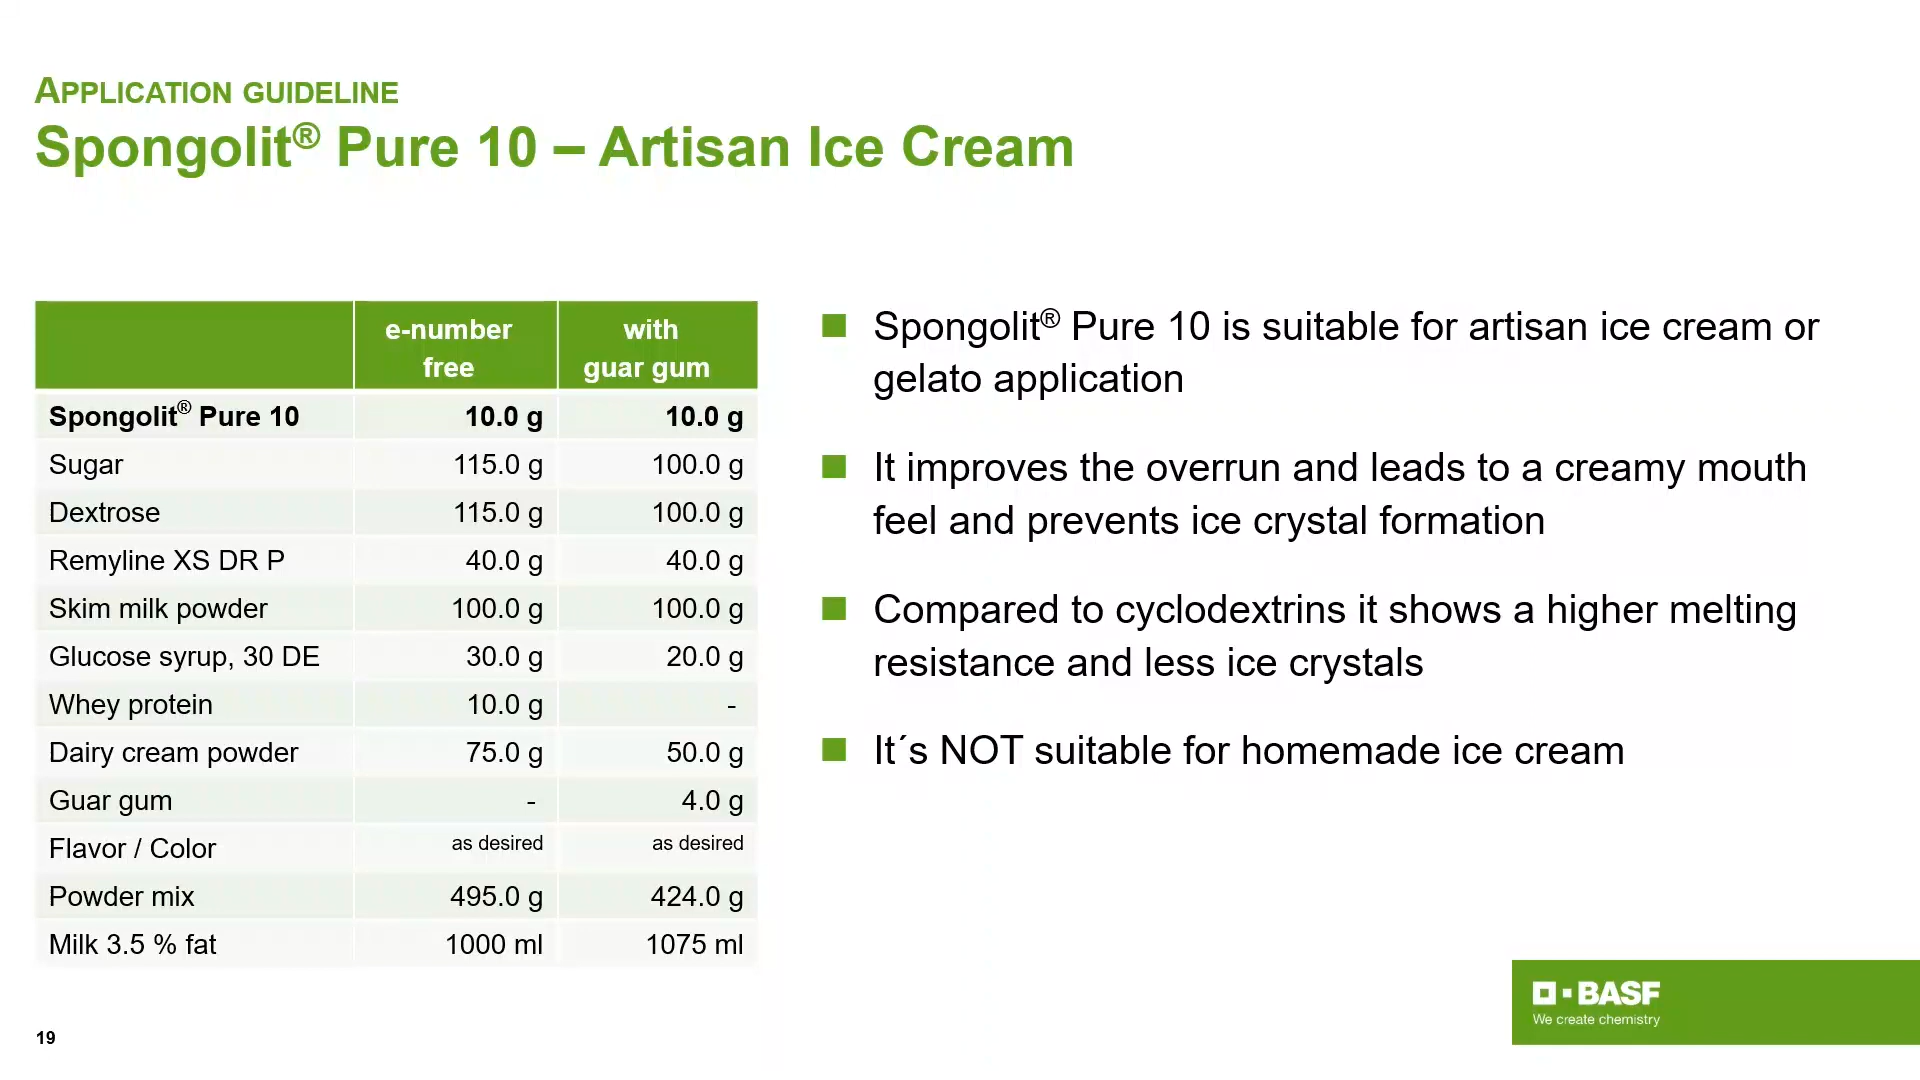 APPLICATION GUIDELINE
Spongolit® Pure 10 – Artisan Ice Cream
e-number free with guar gum
Spongolit® Pure 10 10.0 g 10.0 g
Sugar 115.0 g 100.0 g
Dextrose 115.0 g 100.0 g
Remyline XS DR P 40.0 g 40.0 g
Skim milk powder 100.0 g 100.0 g
Glucose syrup, 30 DE 30.0 g 20.0 g
Whey protein 10.0 g -
Dairy cream powder 75.0 g 50.0 g
Guar gum - 4.0 g
Flavor / Color as desired as desired
Powder mix 495.0 g 424.0 g
Milk 3.5 % fat 1000 ml 1075 ml
Spongolit® Pure 10 is suitable for artisan ice cream or
gelato application
It improves the overrun and leads to a creamy mouth
feel and prevents ice crystal formation
Compared to cyclodextrins it shows a higher melting
resistance and less ice crystals
It´s NOT suitable for homemade ice cream
19
BASF
We create chemistry